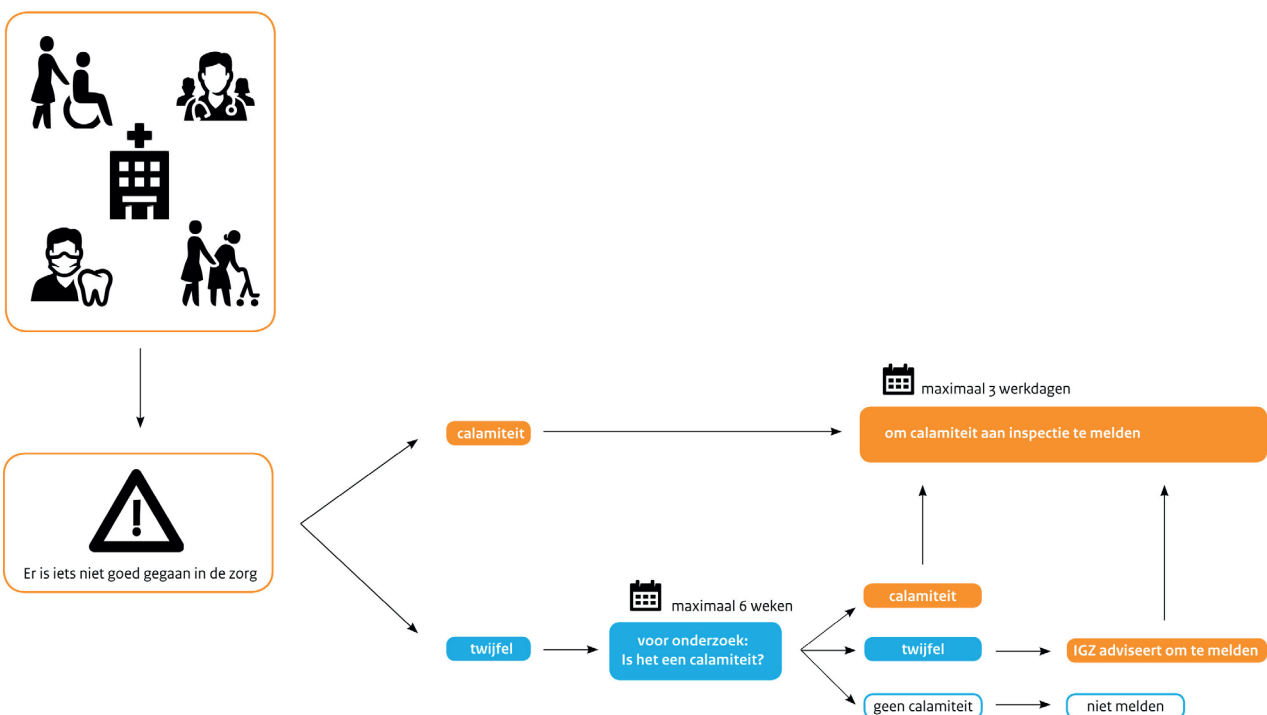 maximaal 3 werkdagen
calamiteit
om calamiteit aan inspectie te melden
Er is iets niet goed gegaan in de zorg
maximaal 6 weken
calamiteit
twijfel
voor onderzoek:
Is het een calamiteit?
twijfel
IGZ adviseert om te melden
geen calamiteit
niet melden